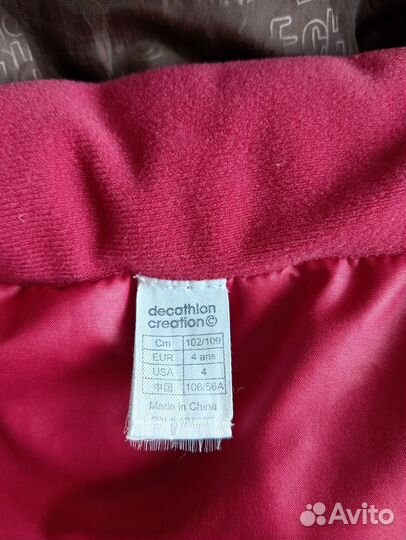 decathlon
creation©
Cm 102/109
EUR 4 ans
USA 4
中国 106/56A
Made in China
Avito